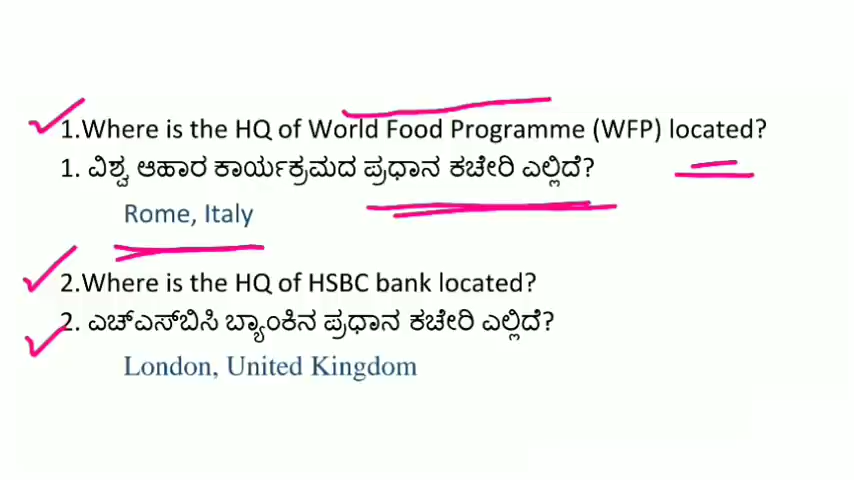 1.Where is the HQ of World Food Programme (WFP) located?
1. ವಿಶ್ವ ಆಹಾರ ಕಾರ್ಯಕ್ರಮದ ಪ್ರಧಾನ ಕಚೇರಿ ಎಲ್ಲಿದೆ?
Rome, Italy
2.Where is the HQ of HSBC bank located?
2. ಎಚ್‌ಎಸ್‌ಬಿಸಿ ಬ್ಯಾಂಕಿನ ಪ್ರಧಾನ ಕಚೇರಿ ಎಲ್ಲಿದೆ?
London, United Kingdom